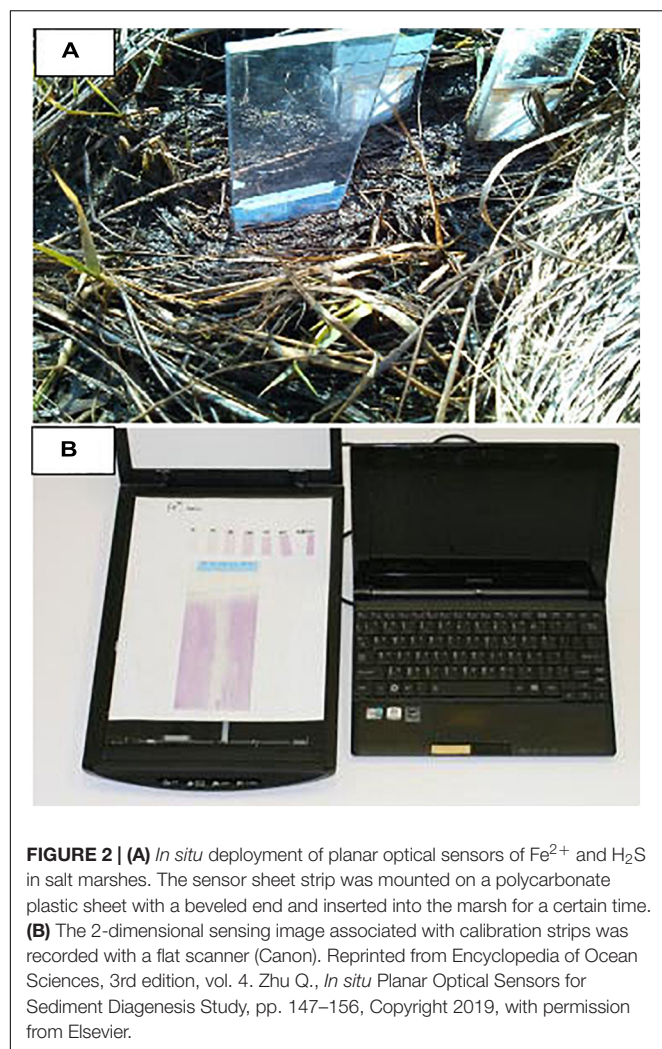 A
B
FIGURE 2 | (A) In situ deployment of planar optical sensors of Fe2+ and H2S
in salt marshes. The sensor sheet strip was mounted on a polycarbonate
plastic sheet with a beveled end and inserted into the marsh for a certain time.
(B) The 2-dimensional sensing image associated with calibration strips was
recorded with a flat scanner (Canon). Reprinted from Encyclopedia of Ocean
Sciences, 3rd edition, vol. 4. Zhu Q., In situ Planar Optical Sensors for
Sediment Diagenesis Study, pp. 147–156, Copyright 2019, with permission
from Elsevier.